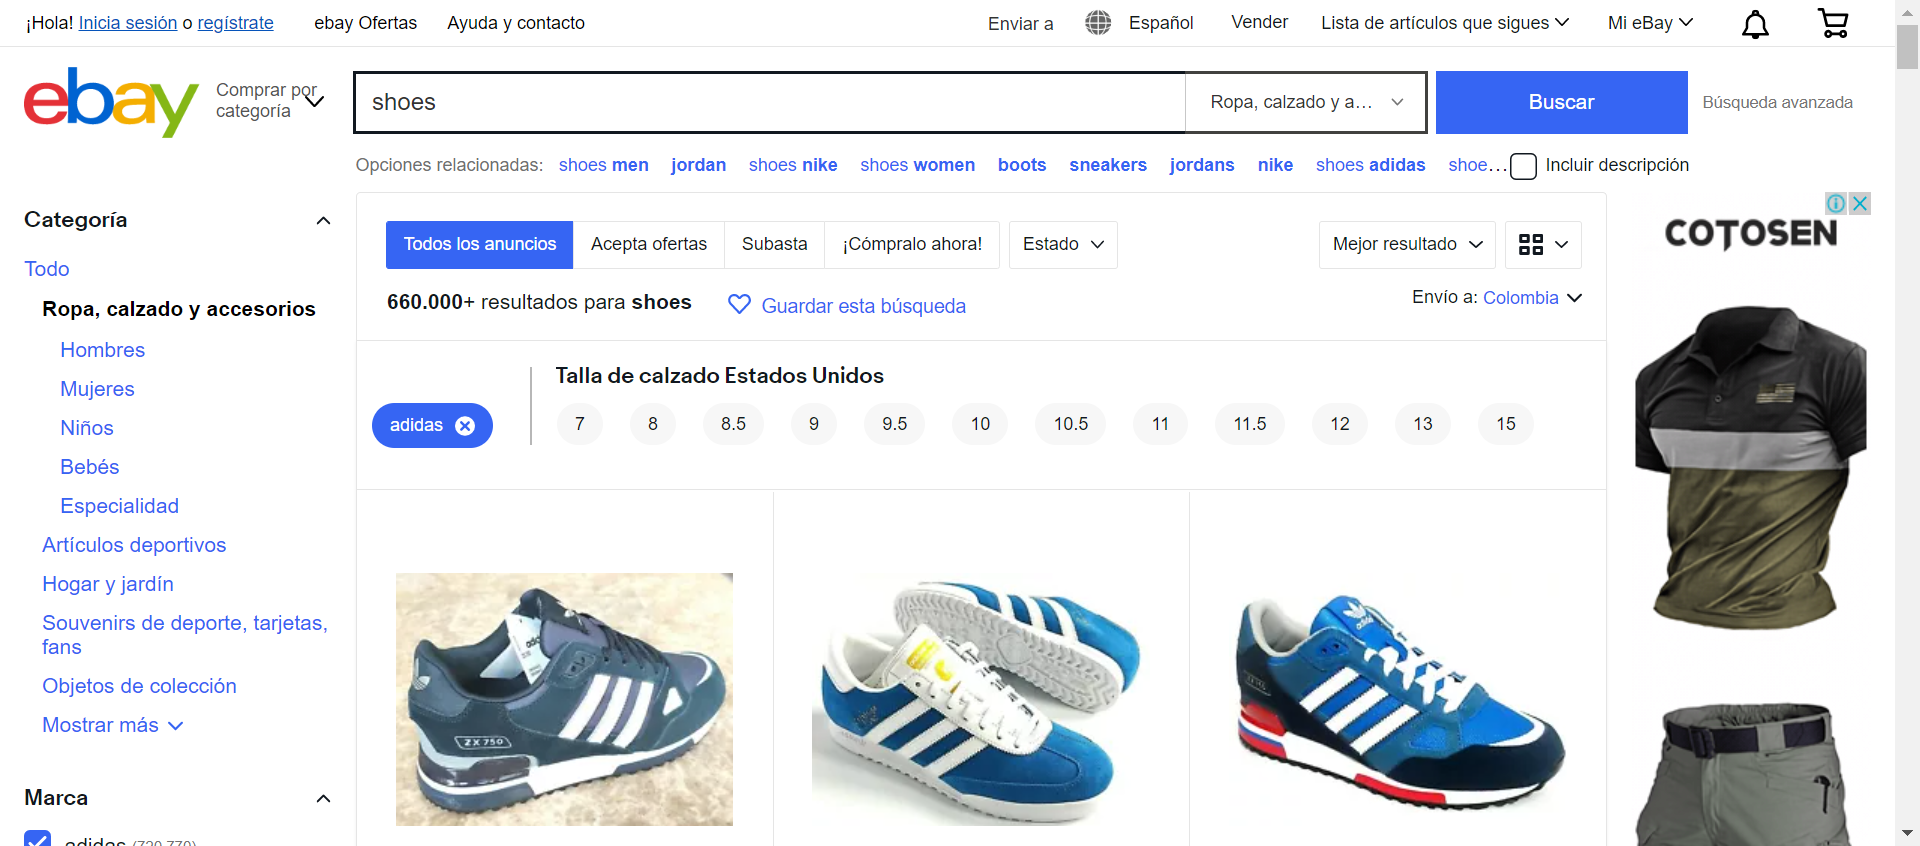 ¡Hola! Inicia sesión o regístrate ebay Ofertas Ayuda y contacto Enviar a Español Vender Lista de artículos que sigues Mi eBay
ebay Comprar por categoría shoes Ropa, calzado y a... Buscar Búsqueda avanzada
Opciones relacionadas: shoes men jordan shoes nike shoes women boots sneakers jordans nike shoes adidas shoe... Incluir descripción
Categoría
Todo
Ropa, calzado y accesorios
Hombres
Mujeres
Niños
Bebés
Especialidad
Artículos deportivos
Hogar y jardín
Souvenirs de deporte, tarjetas,
fans
Objetos de colección
Mostrar más
Marca
adidas (720.770)
Todos los anuncios Acepta ofertas Subasta ¡Cómpralo ahora! Estado Mejor resultado
660.000+ resultados para shoes Guardar esta búsqueda Envío a: Colombia
Talla de calzado Estados Unidos
adidas 7 8 8.5 9 9.5 10 10.5 11 11.5 12 13 15
ZX 750
COTOSEN